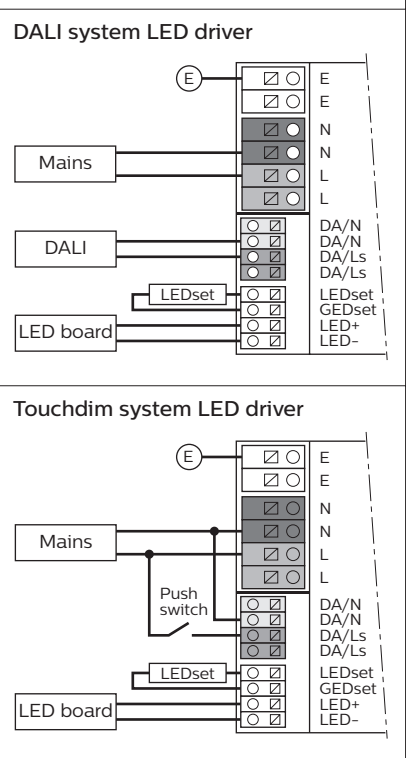 DALI system LED driver
E
E
E
N
N
Mains
L
L
DA/N
DA/N
DALI
DA/Ls
DA/Ls
LEDset
LEDset
GEDset
LED board
LED+
LED-
Touchdim system LED driver
E
E
E
N
N
Mains
L
L
Push
switch
DA/N
DA/N
DA/Ls
DA/Ls
LEDset
LEDset
GEDset
LED board
LED+
LED-